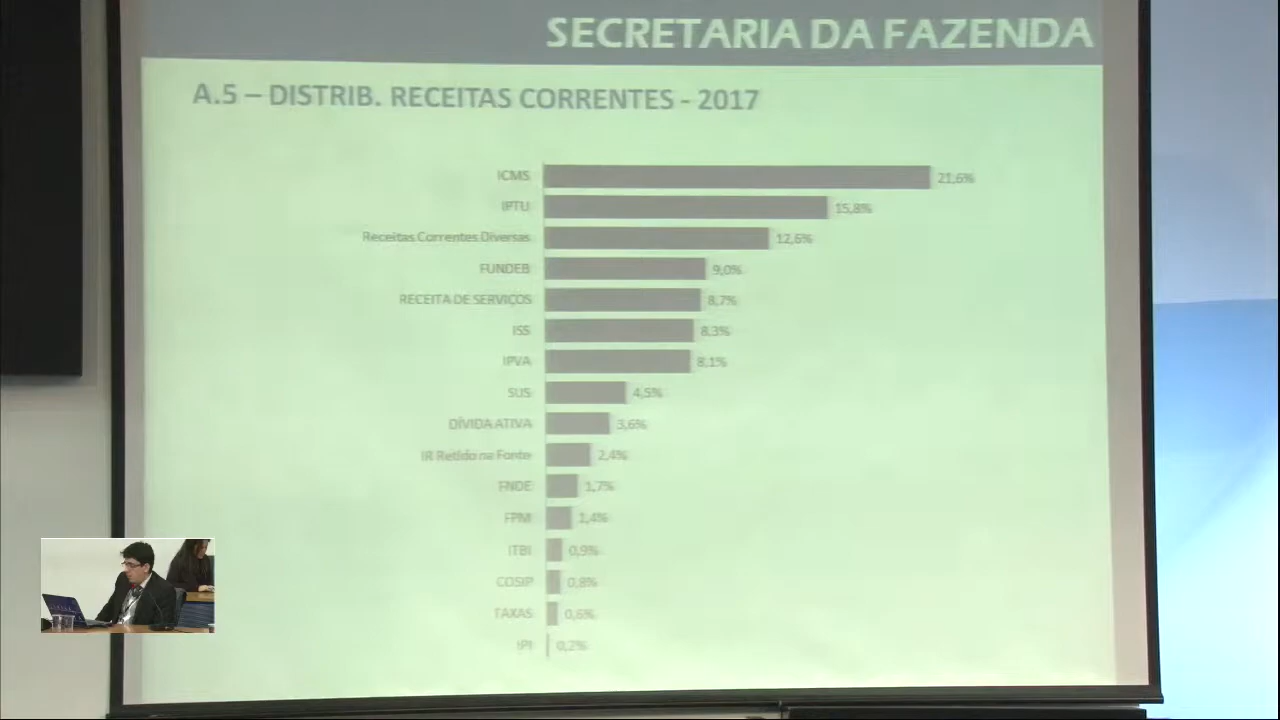 SECRETARIA DA FAZENDA
A.5 – DISTRIB. RECEITAS CORRENTES - 2017
ICMS 21,6%
IPTU 15,8%
Receitas Correntes Diversas 12,6%
FUNDEB 9,0%
RECEITA DE SERVIÇOS 8,7%
ISS 8,3%
IPVA 8,1%
SUS 4,5%
DÍVIDA ATIVA 3,6%
IR Retido na Fonte 2,4%
FNDE 1,7%
FPM 1,4%
ITBI 0,9%
COSIP 0,8%
TAXAS 0,6%
IPI 0,2%